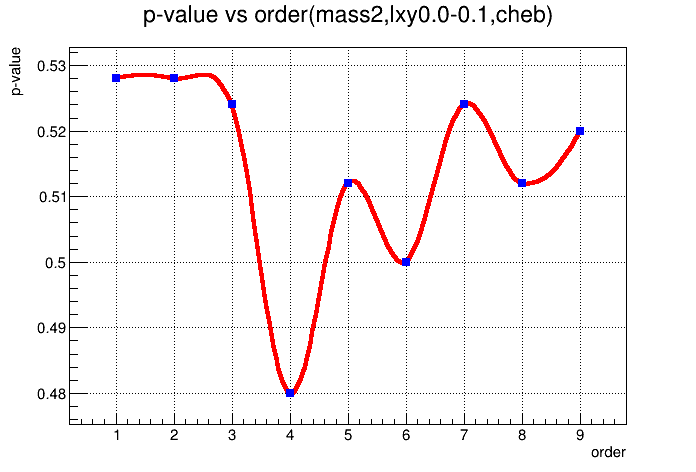 p-value vs order(mass2,lxy0.0-0.1,cheb)
p-value
0.53
0.52
0.51
0.5
0.49
0.48
1 2 3 4 5 6 7 8 9
order